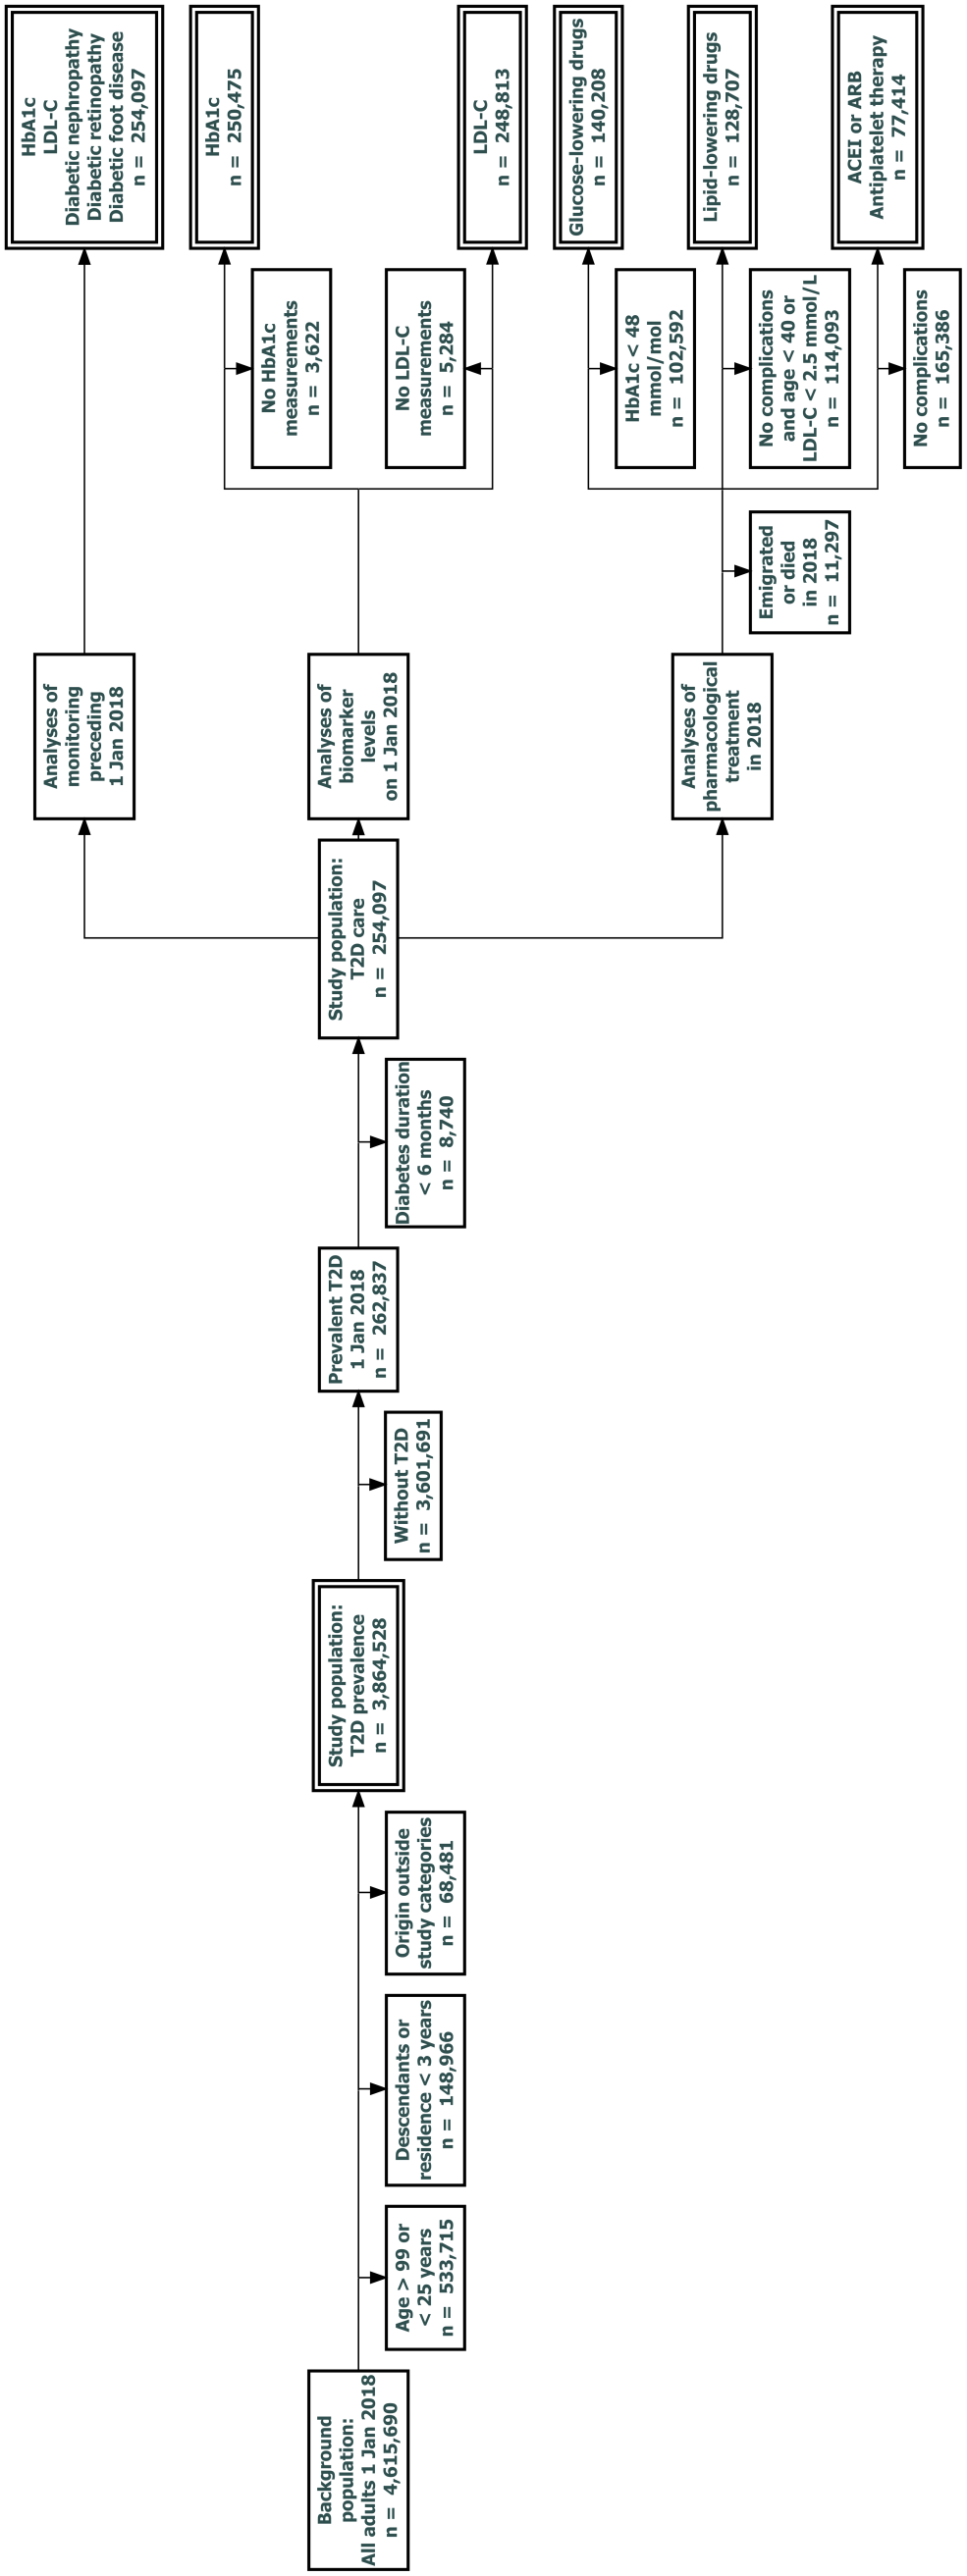 Background
population:
All adults 1 Jan 2018
n = 4,615,690
Age > 99 or
< 25 years
n = 533,715
Descendants or
residence < 3 years
n = 148,966
Origin outside
study categories
n = 68,481
Study population:
T2D prevalence
n = 3,864,528
Without T2D
n = 3,601,691
Prevalent T2D
1 Jan 2018
n = 262,837
Diabetes duration
< 6 months
n = 8,740
Study population:
T2D care
n = 254,097
Analyses of
monitoring
preceding
1 Jan 2018
HbA1c
LDL-C
Diabetic nephropathy
Diabetic retinopathy
Diabetic foot disease
n = 254,097
Analyses of
biomarker
levels
on 1 Jan 2018
No HbA1c
measurements
n = 3,622
HbA1c
n = 250,475
No LDL-C
measurements
n = 5,284
LDL-C
n = 248,813
Analyses of
pharmacological
treatment
in 2018
Emigrated
or died
in 2018
n = 11,297
HbA1c < 48
mmol/mol
n = 102,592
Glucose-lowering drugs
n = 140,208
No complications
and age < 40 or
LDL-C < 2.5 mmol/L
n = 114,093
Lipid-lowering drugs
n = 128,707
No complications
n = 165,386
ACEI or ARB
Antiplatelet therapy
n = 77,414